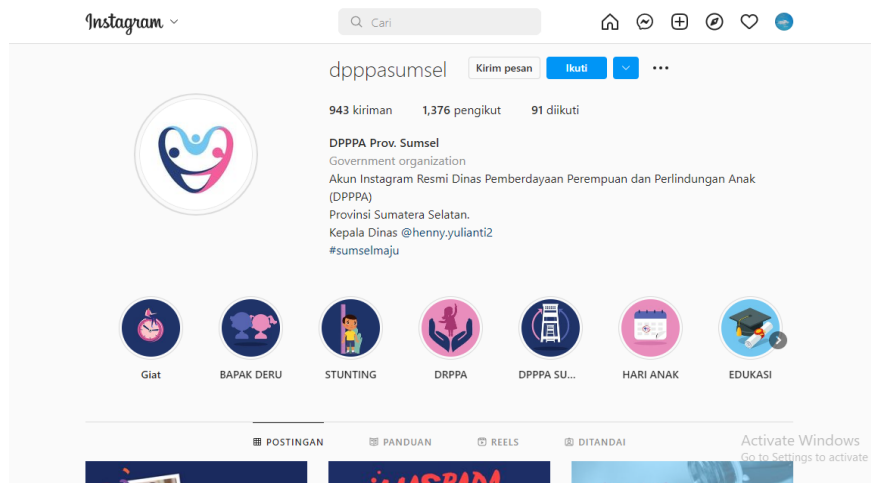 Instagram
Cari
dpppasumsel Kirim pesan Ikuti
943 kiriman 1,376 pengikut 91 diikuti
DPPPA Prov. Sumsel
Government organization
Akun Instagram Resmi Dinas Pemberdayaan Perempuan dan Perlindungan Anak
(DPPPA)
Provinsi Sumatera Selatan.
Kepala Dinas @henny.yulianti2
#sumselmaju
Giat BAPAK DERU STUNTING DRPPA DPPPA SU... HARI ANAK EDUKASI
POSTINGAN PANDUAN REELS DITANDAI
Activate Windows
Go to Settings to activate